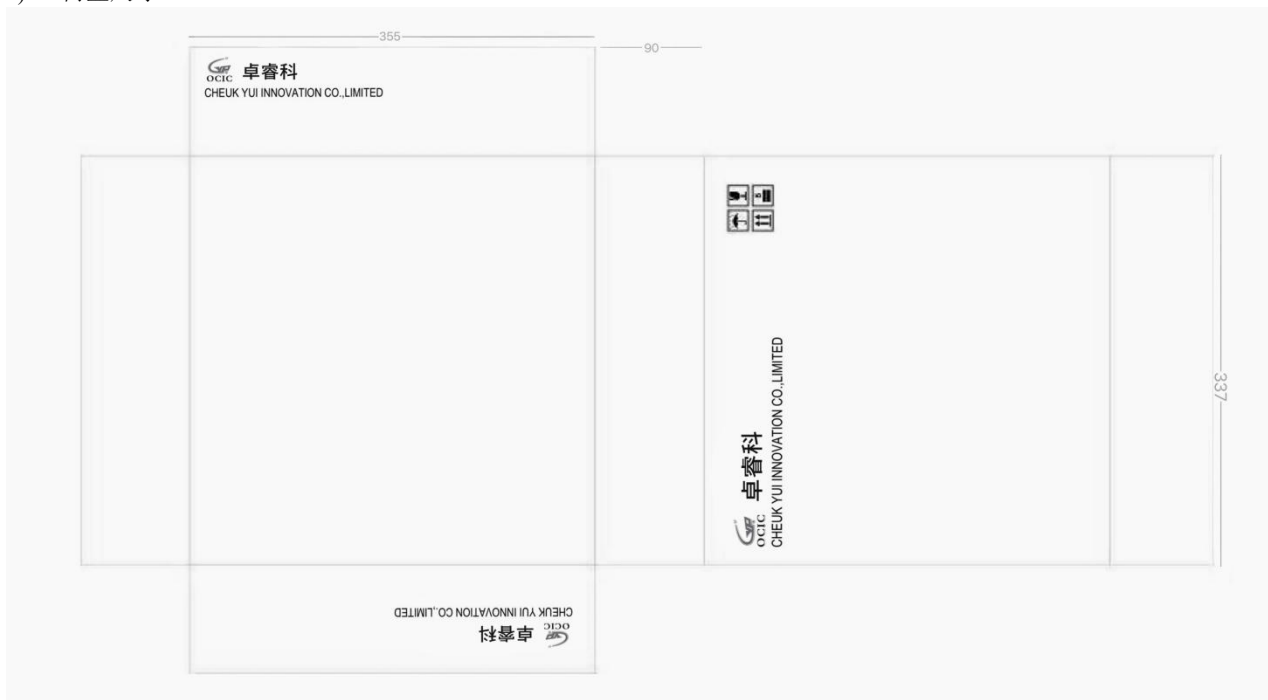 355
90
OCIC 卓睿科
CHEUK YUI INNOVATION CO.,LIMITED
337
OCIC 卓睿科
CHEUK YUI INNOVATION CO.,LIMITED
CHEUK YUI INNOVATION CO.,LIMITED
OCIC 卓睿科